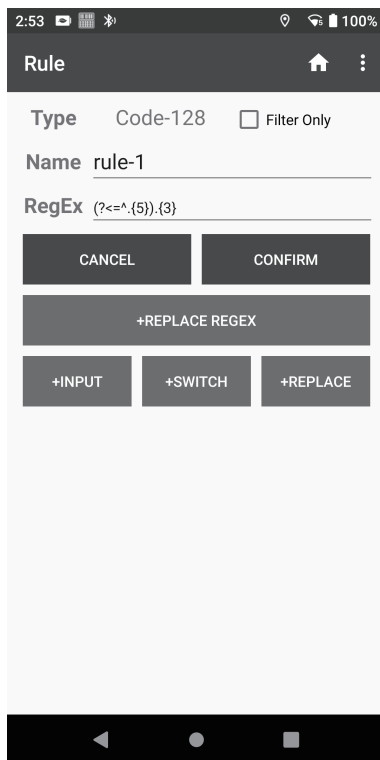 2:53 100%
Rule
Type Code-128 Filter Only
Name rule-1
RegEx (?<=^.{5}).{3}
CANCEL CONFIRM
+REPLACE REGEX
+INPUT +SWITCH +REPLACE